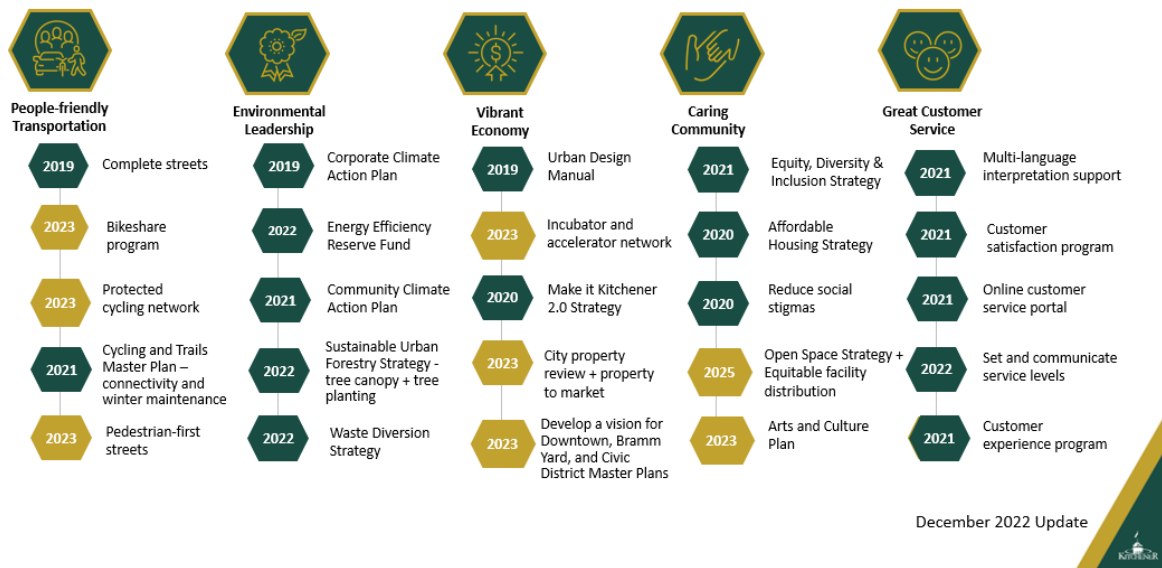 People-friendly
Transportation
2019
Complete streets
2023
Bikeshare
program
2023
Protected
cycling network
2021
Cycling and Trails
Master Plan –
connectivity and
winter maintenance
2023
Pedestrian-first
streets
Environmental
Leadership
2019
Corporate Climate
Action Plan
2022
Energy Efficiency
Reserve Fund
2021
Community Climate
Action Plan
2022
Sustainable Urban
Forestry Strategy -
tree canopy + tree
planting
2022
Waste Diversion
Strategy
$
Vibrant
Economy
2019
Urban Design
Manual
2023
Incubator and
accelerator network
2020
Make it Kitchener
2.0 Strategy
2023
City property
review + property
to market
2023
Develop a vision for
Downtown, Bramm
Yard, and Civic
District Master Plans
Caring
Community
2021
Equity, Diversity &
Inclusion Strategy
2020
Affordable
Housing Strategy
2020
Reduce social
stigmas
2025
Open Space Strategy +
Equitable facility
distribution
2023
Arts and Culture
Plan
Great Customer
Service
2021
Multi-language
interpretation support
2021
Customer
satisfaction program
2021
Online customer
service portal
2022
Set and communicate
service levels
2021
Customer
experience program
December 2022 Update
KITCHENER